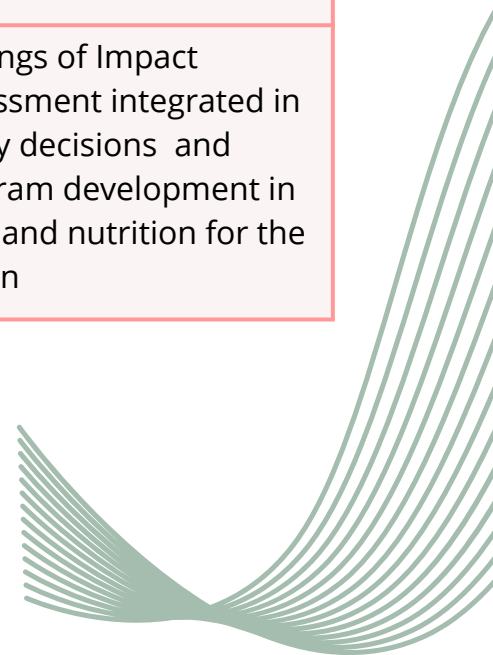 ngs of Impact
ssment integrated in
y decisions  and
ram development in
and nutrition for the
n